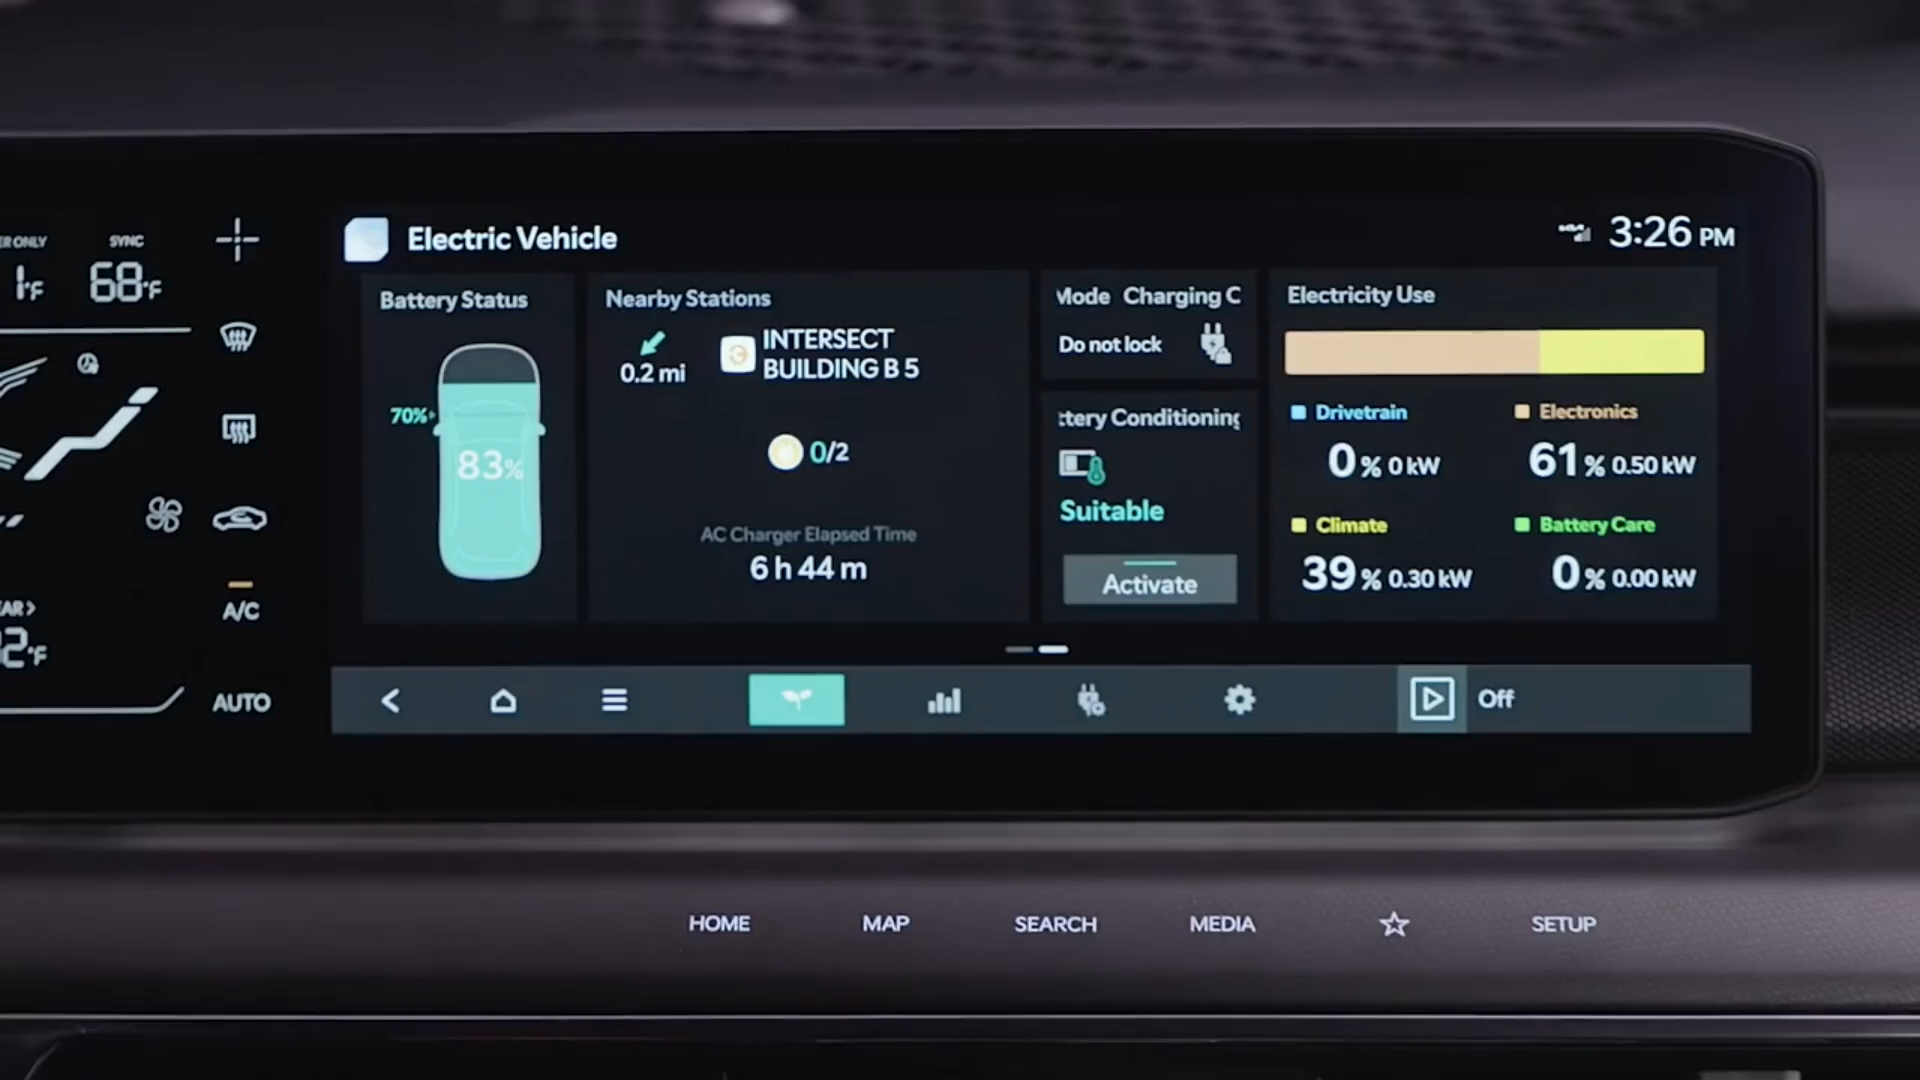 SYNC
68°F
A/C
AUTO
Electric Vehicle
3:26 PM
Battery Status
70%
83%
Nearby Stations
0.2 mi
INTERSECT
BUILDING B 5
0/2
AC Charger Elapsed Time
6 h 44 m
Mode Charging C
Do not lock
ttery Conditioning
Suitable
Activate
Electricity Use
Drivetrain
0% 0 kW
Electronics
61% 0.50 kW
Climate
39% 0.30 kW
Battery Care
0% 0.00 kW
Off
HOME
MAP
SEARCH
MEDIA
SETUP